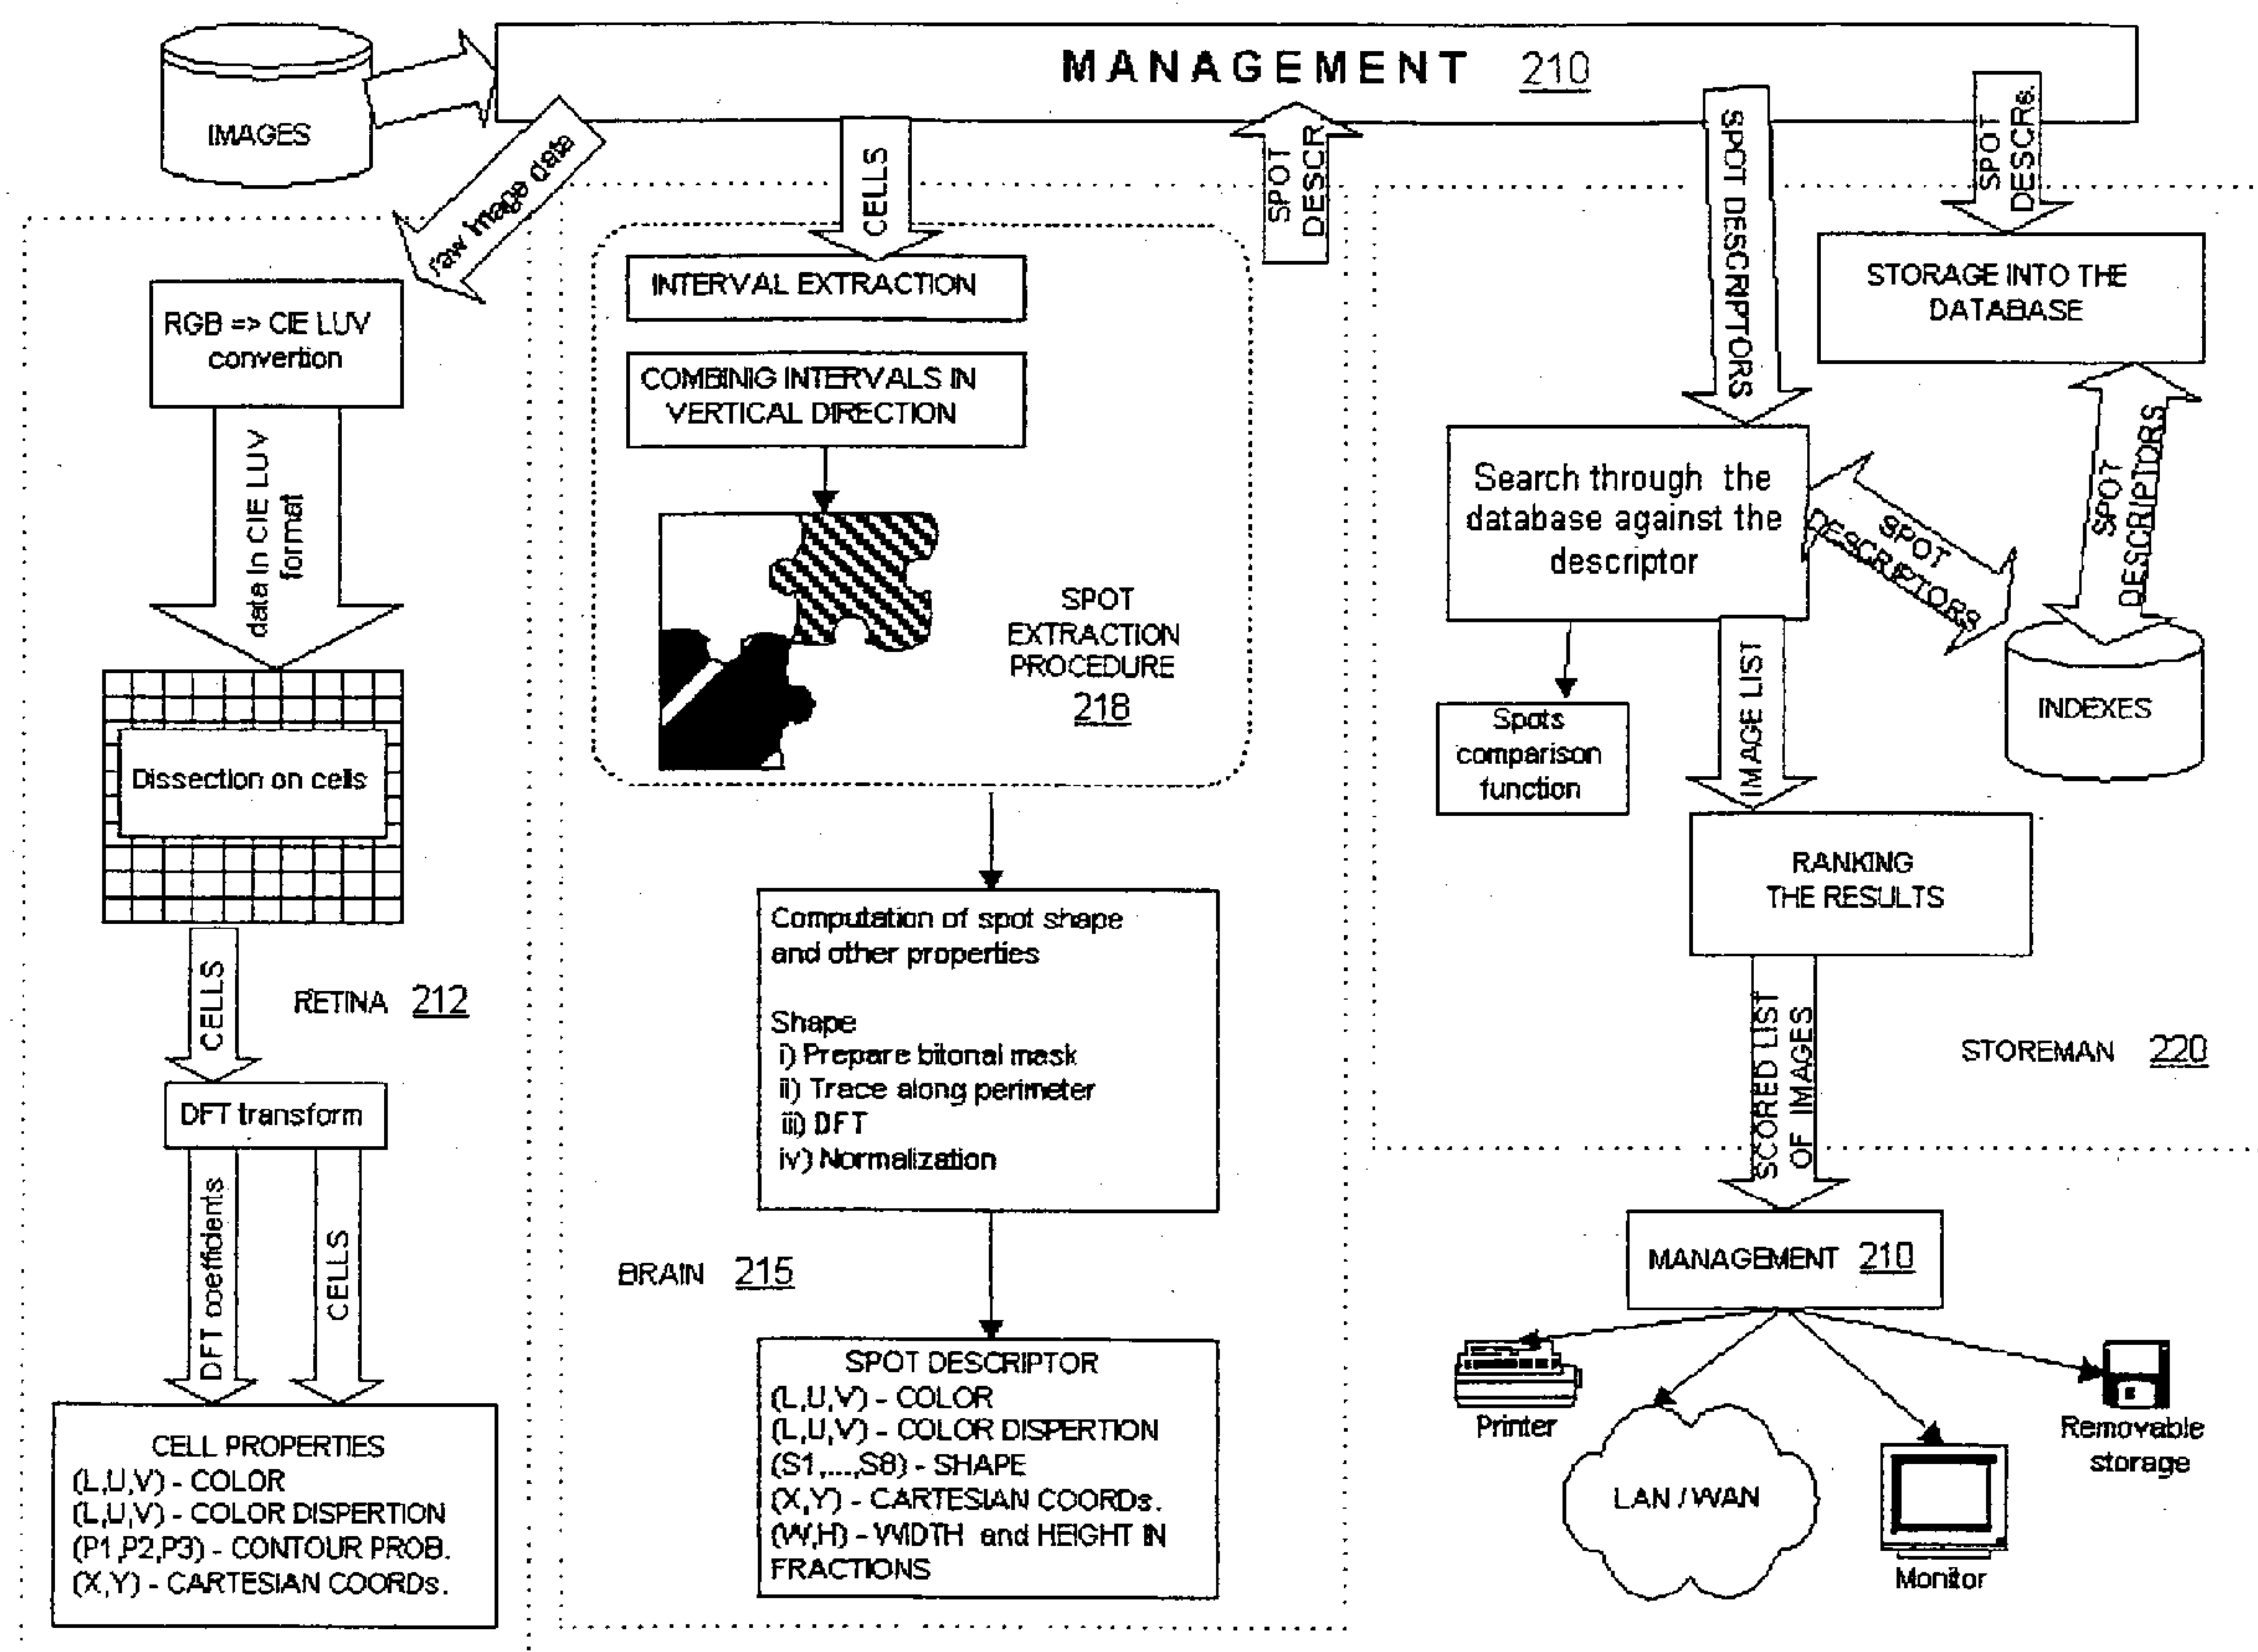 MANAGEMENT 210
IMAGES
raw image data
CELLS
SPOT
DESCR.
SPOT DESCRIPTORS
SPOT
DESCRs.
RGB => CIE LUV
convertion
data in CIE LUV
format
Dissection on cells
CELLS
RETINA 212
DFT transform
DFT coefficients
CELLS
CELL PROPERTIES
(L,U,V) - COLOR
(L,U,V) - COLOR DISPERTION
(P1,P2,P3) - CONTOUR PROB.
(X,Y) - CARTESIAN COORDs.
INTERVAL EXTRACTION
COMBINIG INTERVALS IN
VERTICAL DIRECTION
SPOT
EXTRACTION
PROCEDURE
218
Computation of spot shape
and other properties
Shape
i) Prepare bitonal mask
ii) Trace along perimeter
iii) DFT
iv) Normalization
BRAIN 215
SPOT DESCRIPTOR
(L,U,V) - COLOR
(L,U,V) - COLOR DISPERTION
(S1,...,S8) - SHAPE
(X,Y) - CARTESIAN COORDs.
(W,H) - WIDTH and HEIGHT IN
FRACTIONS
STORAGE INTO THE
DATABASE
SPOT
DESCRIPTORS
Search through the
database against the
descriptor
SPOT
DESCRIPTORS
INDEXES
Spots
comparison
function
IMAGE LIST
RANKING
THE RESULTS
SCORED LIST
OF IMAGES
STOREMAN 220
MANAGEMENT 210
Printer
LAN / WAN
Monitor
Removable
storage